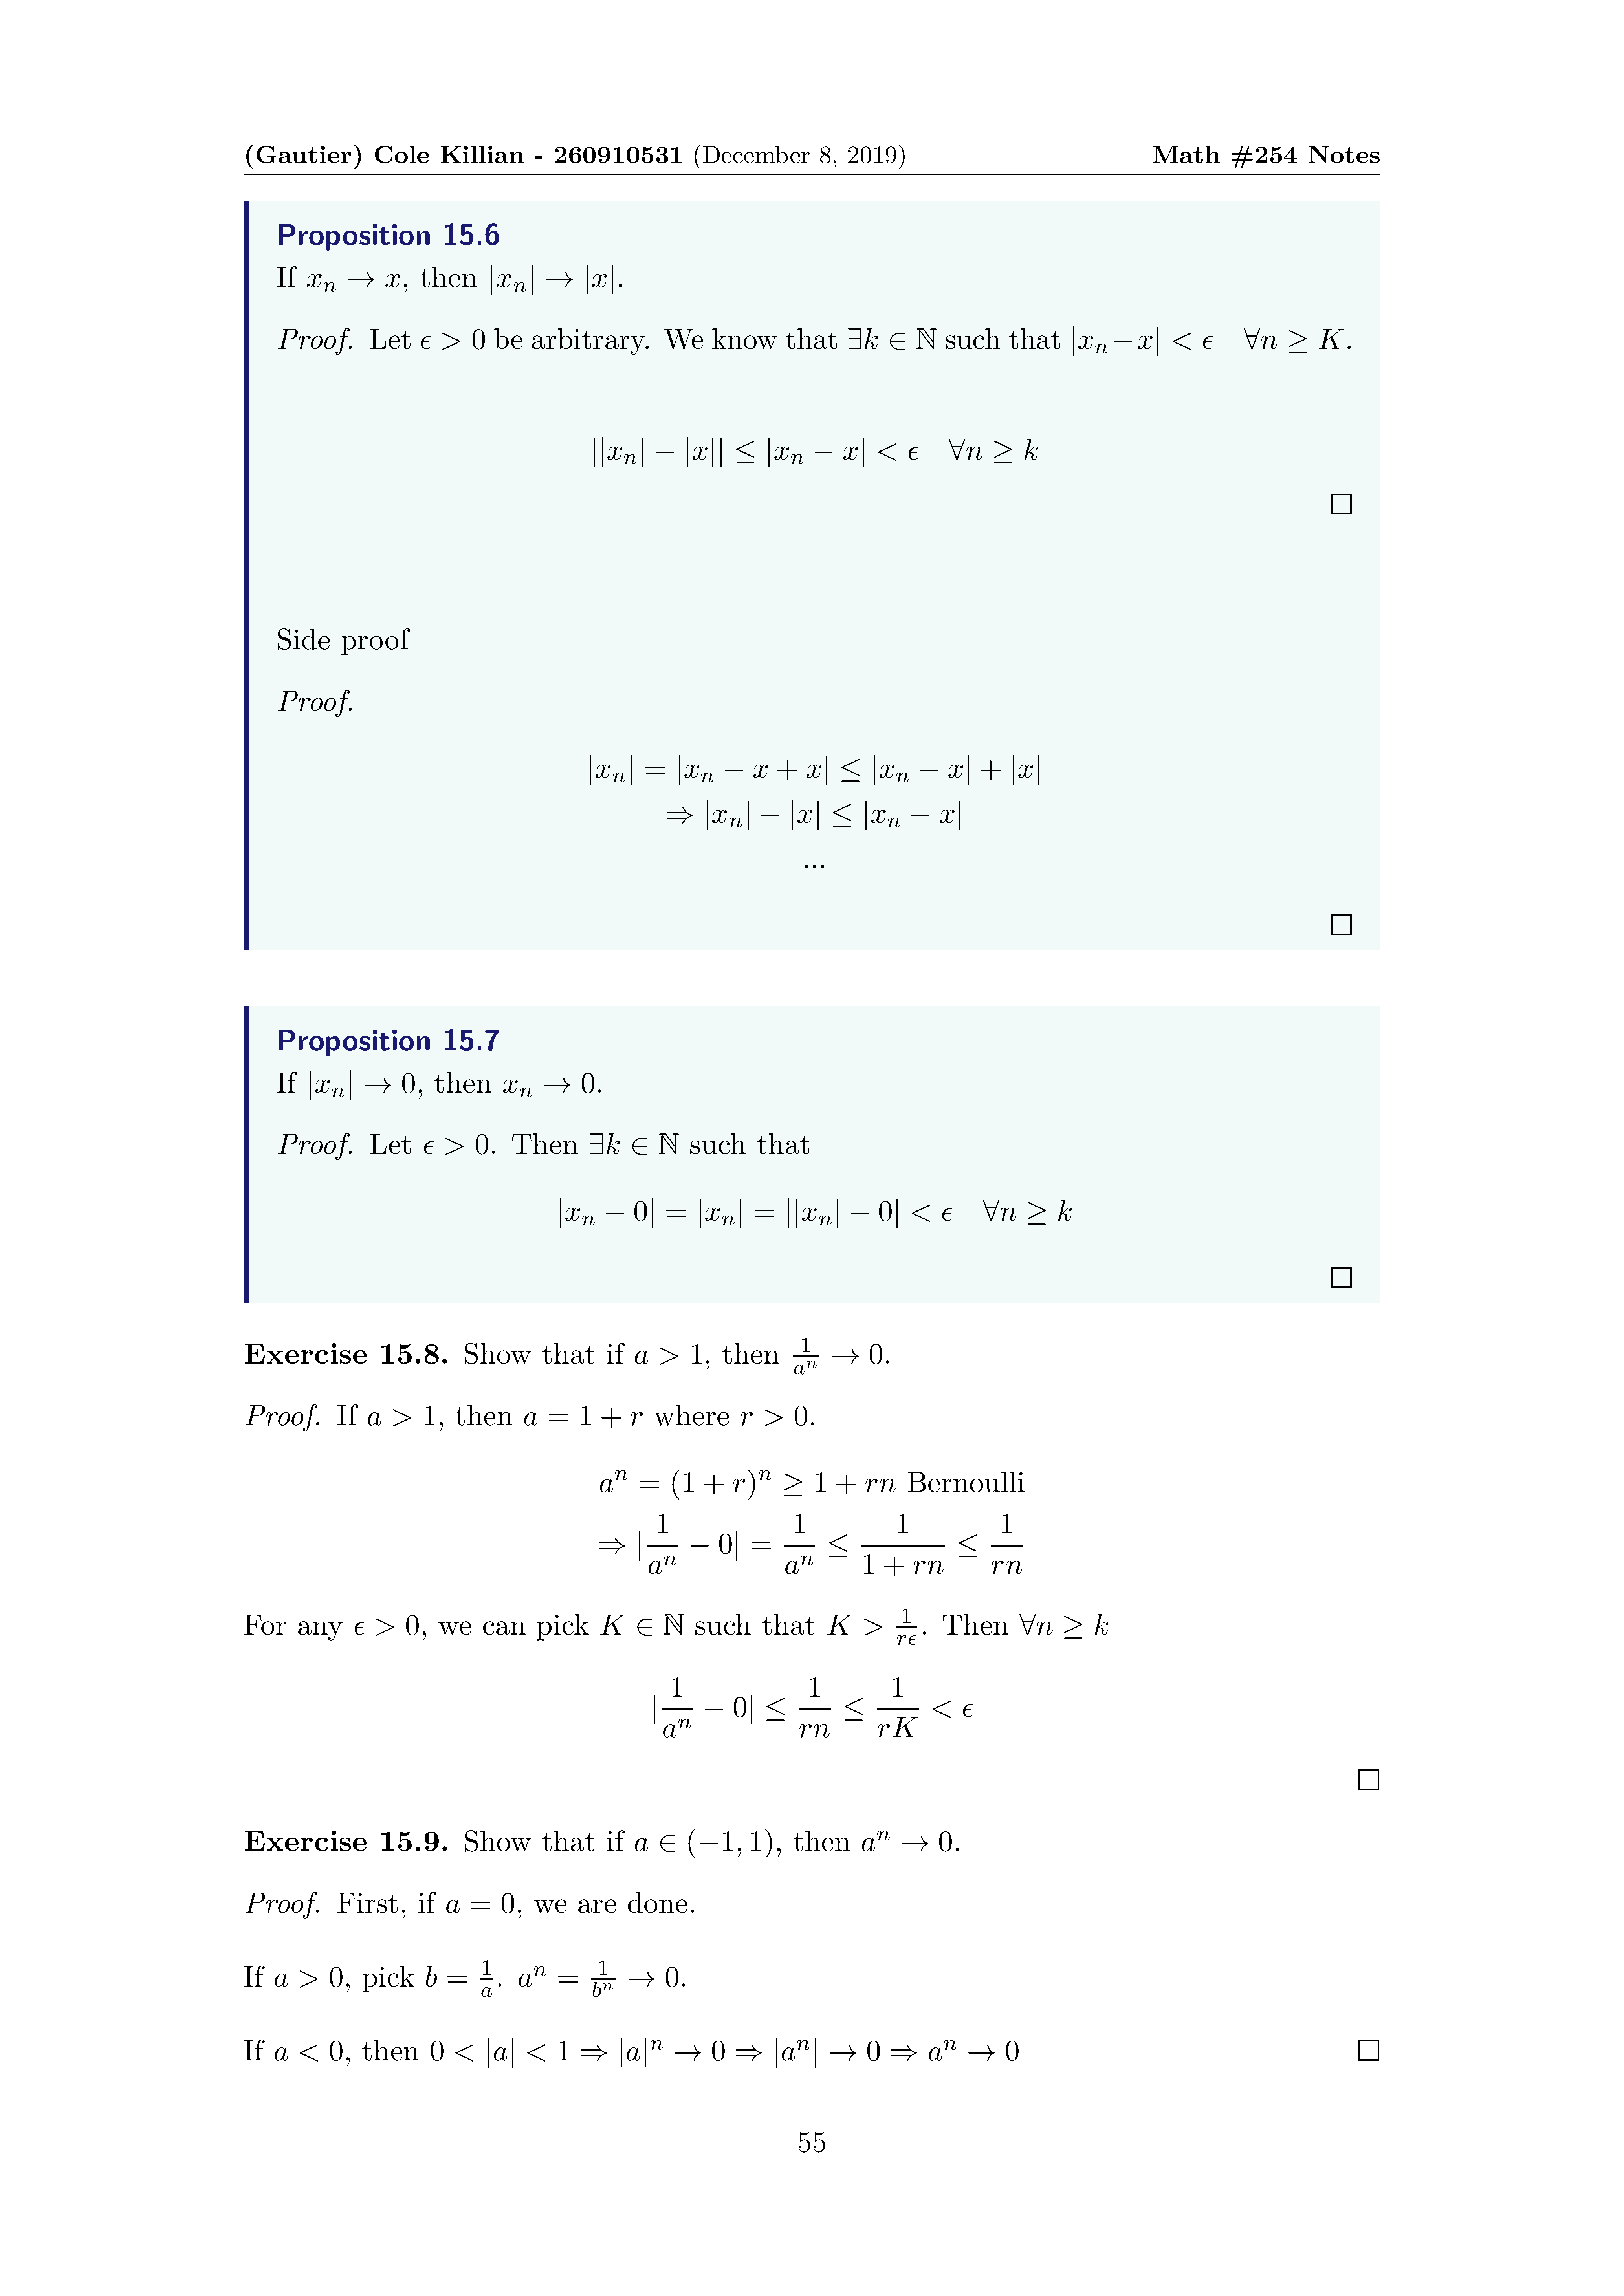 (Gautier) Cole Killian - 260910531 (December 8, 2019) Math #254 Notes
Proposition 15.6
If $x_n \to x$, then $|x_n| \to |x|$.
Proof. Let $\epsilon > 0$ be arbitrary. We know that $\exists k \in \mathbb{N}$ such that $|x_n - x| < \epsilon \quad \forall n \geq K$.
$||x_n| - |x|| \leq |x_n - x| < \epsilon \quad \forall n \geq k$
□
Side proof
Proof.
$|x_n| = |x_n - x + x| \leq |x_n - x| + |x|$
$\Rightarrow |x_n| - |x| \leq |x_n - x|$
...
□
Proposition 15.7
If $|x_n| \to 0$, then $x_n \to 0$.
Proof. Let $\epsilon > 0$. Then $\exists k \in \mathbb{N}$ such that
$|x_n - 0| = |x_n| = ||x_n| - 0| < \epsilon \quad \forall n \geq k$
□
Exercise 15.8. Show that if $a > 1$, then $\frac{1}{a^n} \to 0$.
Proof. If $a > 1$, then $a = 1 + r$ where $r > 0$.
$a^n = (1 + r)^n \geq 1 + rn$ Bernoulli
$\Rightarrow |\frac{1}{a^n} - 0| = \frac{1}{a^n} \leq \frac{1}{1 + rn} \leq \frac{1}{rn}$
For any $\epsilon > 0$, we can pick $K \in \mathbb{N}$ such that $K > \frac{1}{r\epsilon}$. Then $\forall n \geq k$
$|\frac{1}{a^n} - 0| \leq \frac{1}{rn} \leq \frac{1}{rK} < \epsilon$
□
Exercise 15.9. Show that if $a \in (-1, 1)$, then $a^n \to 0$.
Proof. First, if $a = 0$, we are done.
If $a > 0$, pick $b = \frac{1}{a}$. $a^n = \frac{1}{b^n} \to 0$.
If $a < 0$, then $0 < |a| < 1 \Rightarrow |a|^n \to 0 \Rightarrow |a^n| \to 0 \Rightarrow a^n \to 0$ □
55